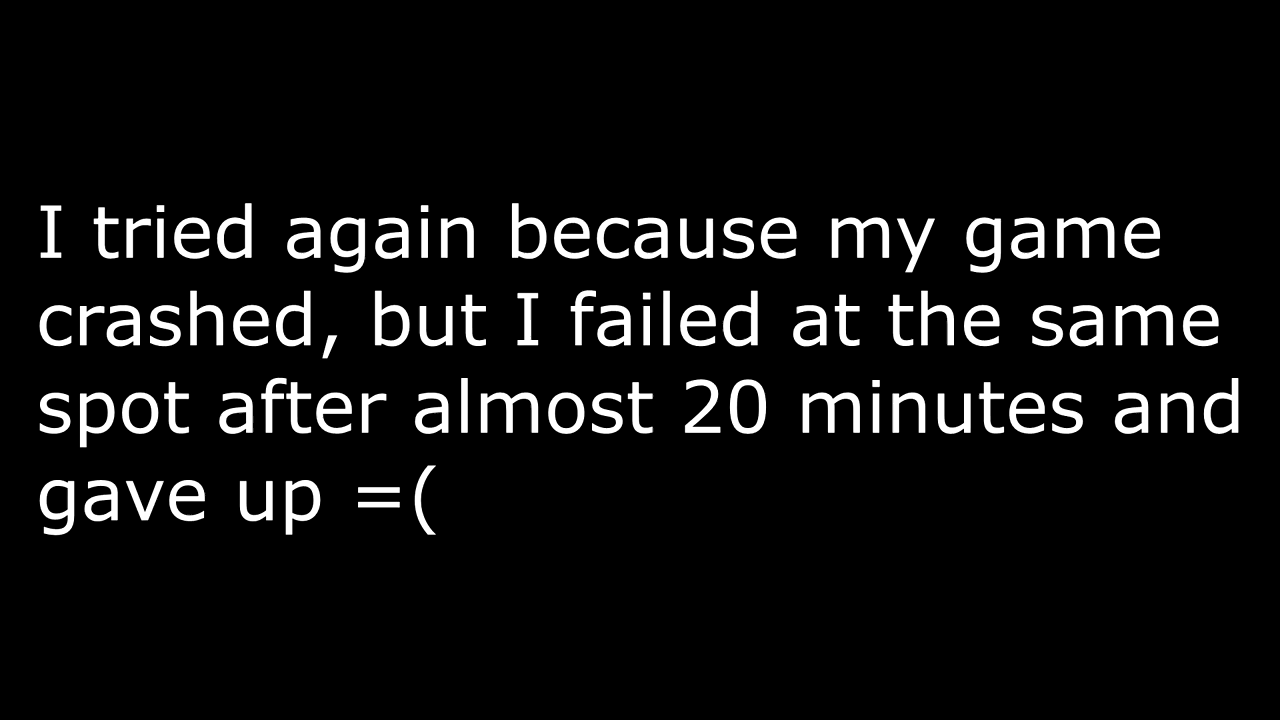 I tried again because my game
crashed, but I failed at the same
spot after almost 20 minutes and
gave up =(